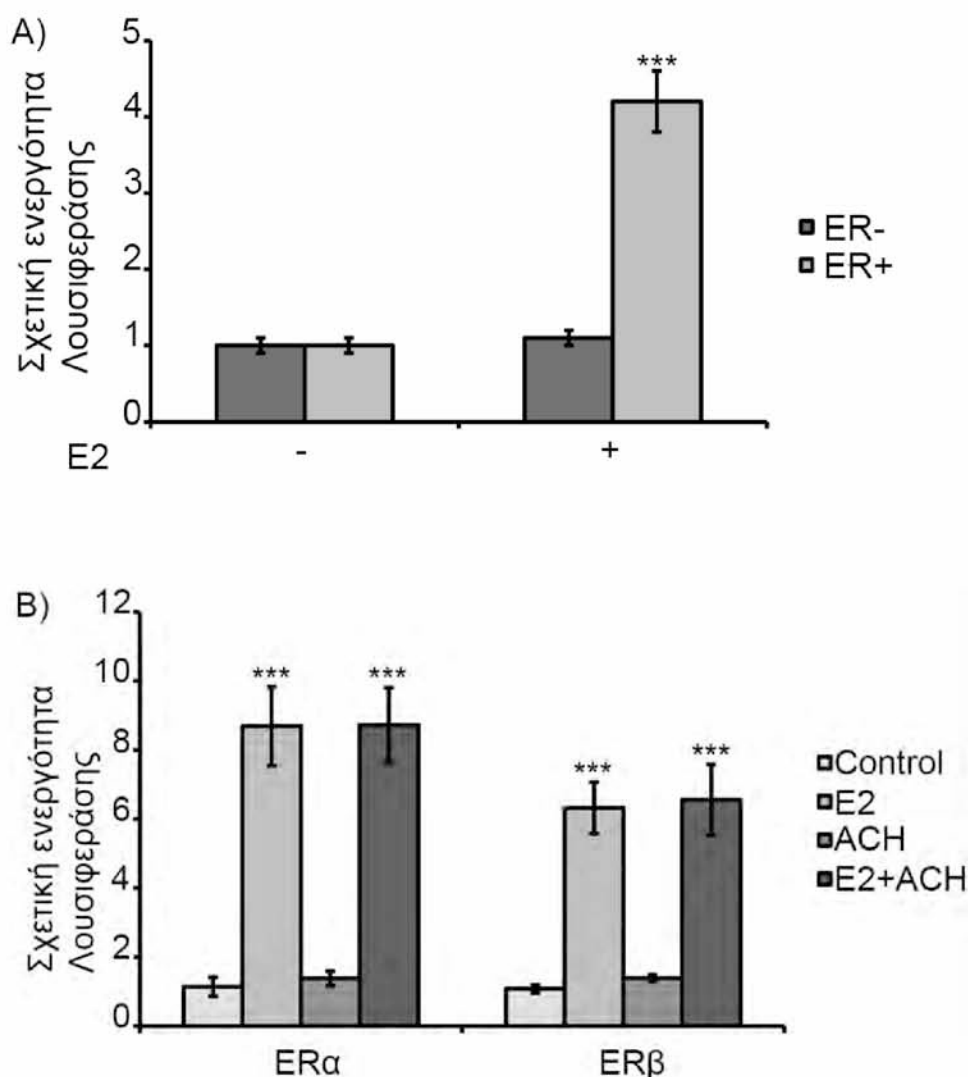 A)
Σχετική ενεργότητα
Λουσιφεράσης
5
4
3
2
1
0
***
ER-
ER+
E2
-
+
B)
Σχετική ενεργότητα
Λουσιφεράσης
12
10
8
6
4
2
0
***
***
***
***
Control
E2
ACH
E2+ACH
ERα
ERβ